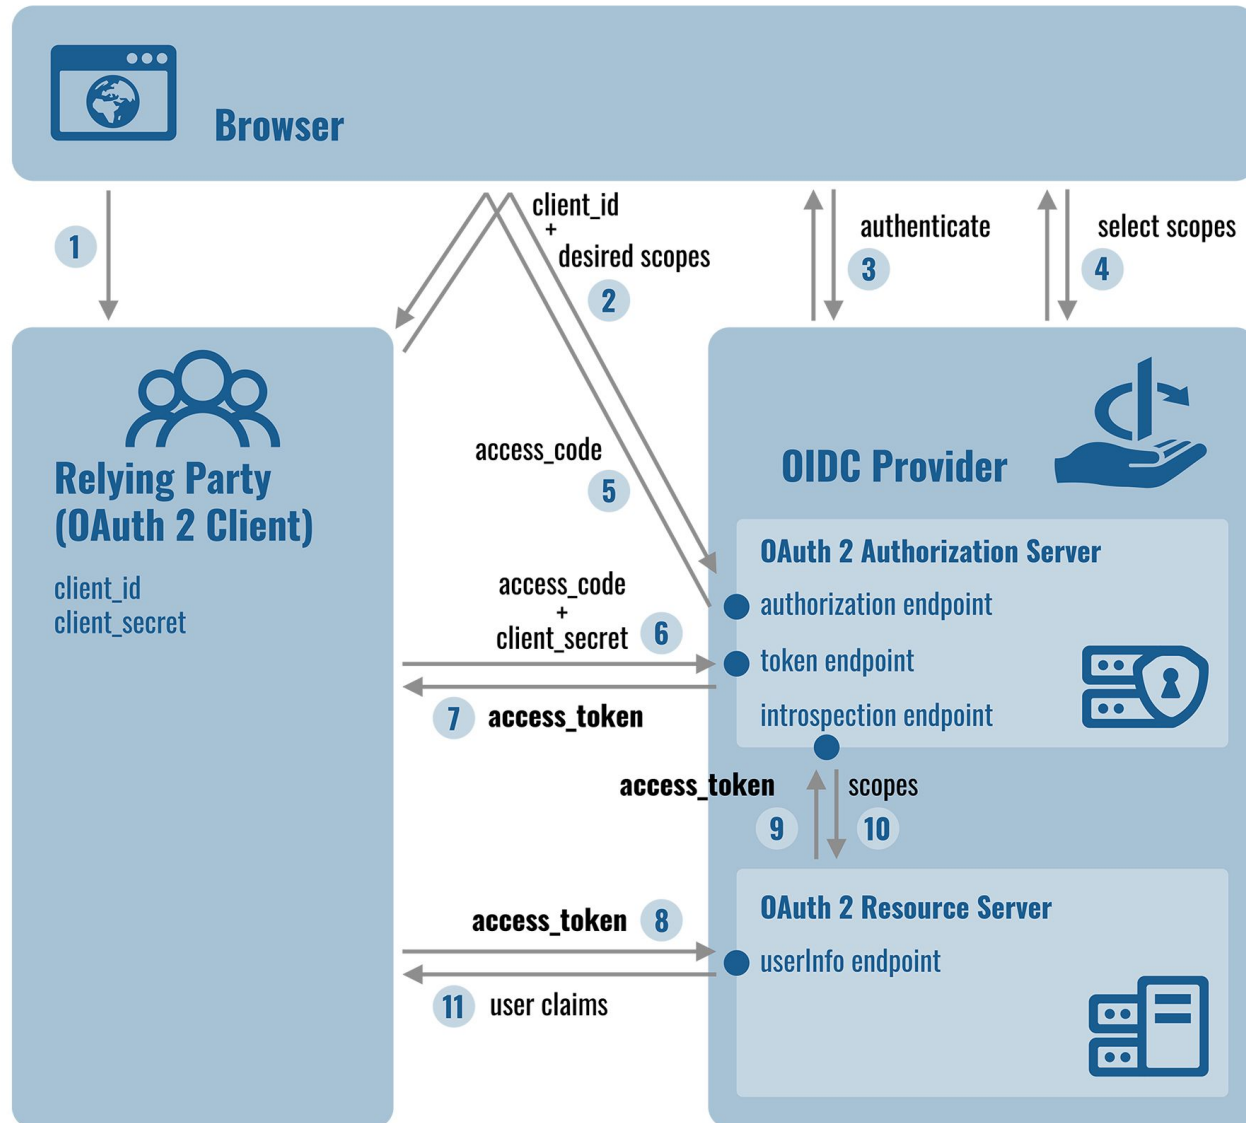 Browser
1
client_id
+
desired scopes
2
authenticate
3
select scopes
4
Relying Party
(OAuth 2 Client)
client_id
client_secret
access_code
5
OIDC Provider
OAuth 2 Authorization Server
authorization endpoint
token endpoint
introspection endpoint
access_code
+
client_secret
6
7 access_token
access_token
9
scopes
10
OAuth 2 Resource Server
userInfo endpoint
access_token 8
11 user claims